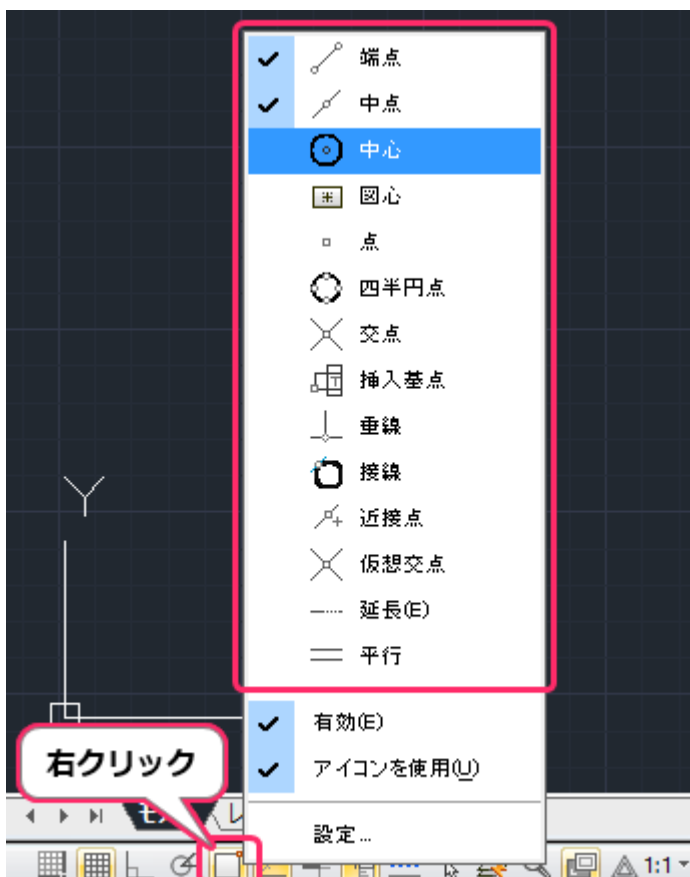 端点
中点
中心
図心
点
四半円点
交点
挿入基点
垂線
接線
近接点
仮想交点
延長(E)
平行
Y
有効(E)
右クリック
アイコンを使用(U)
設定...
1:1